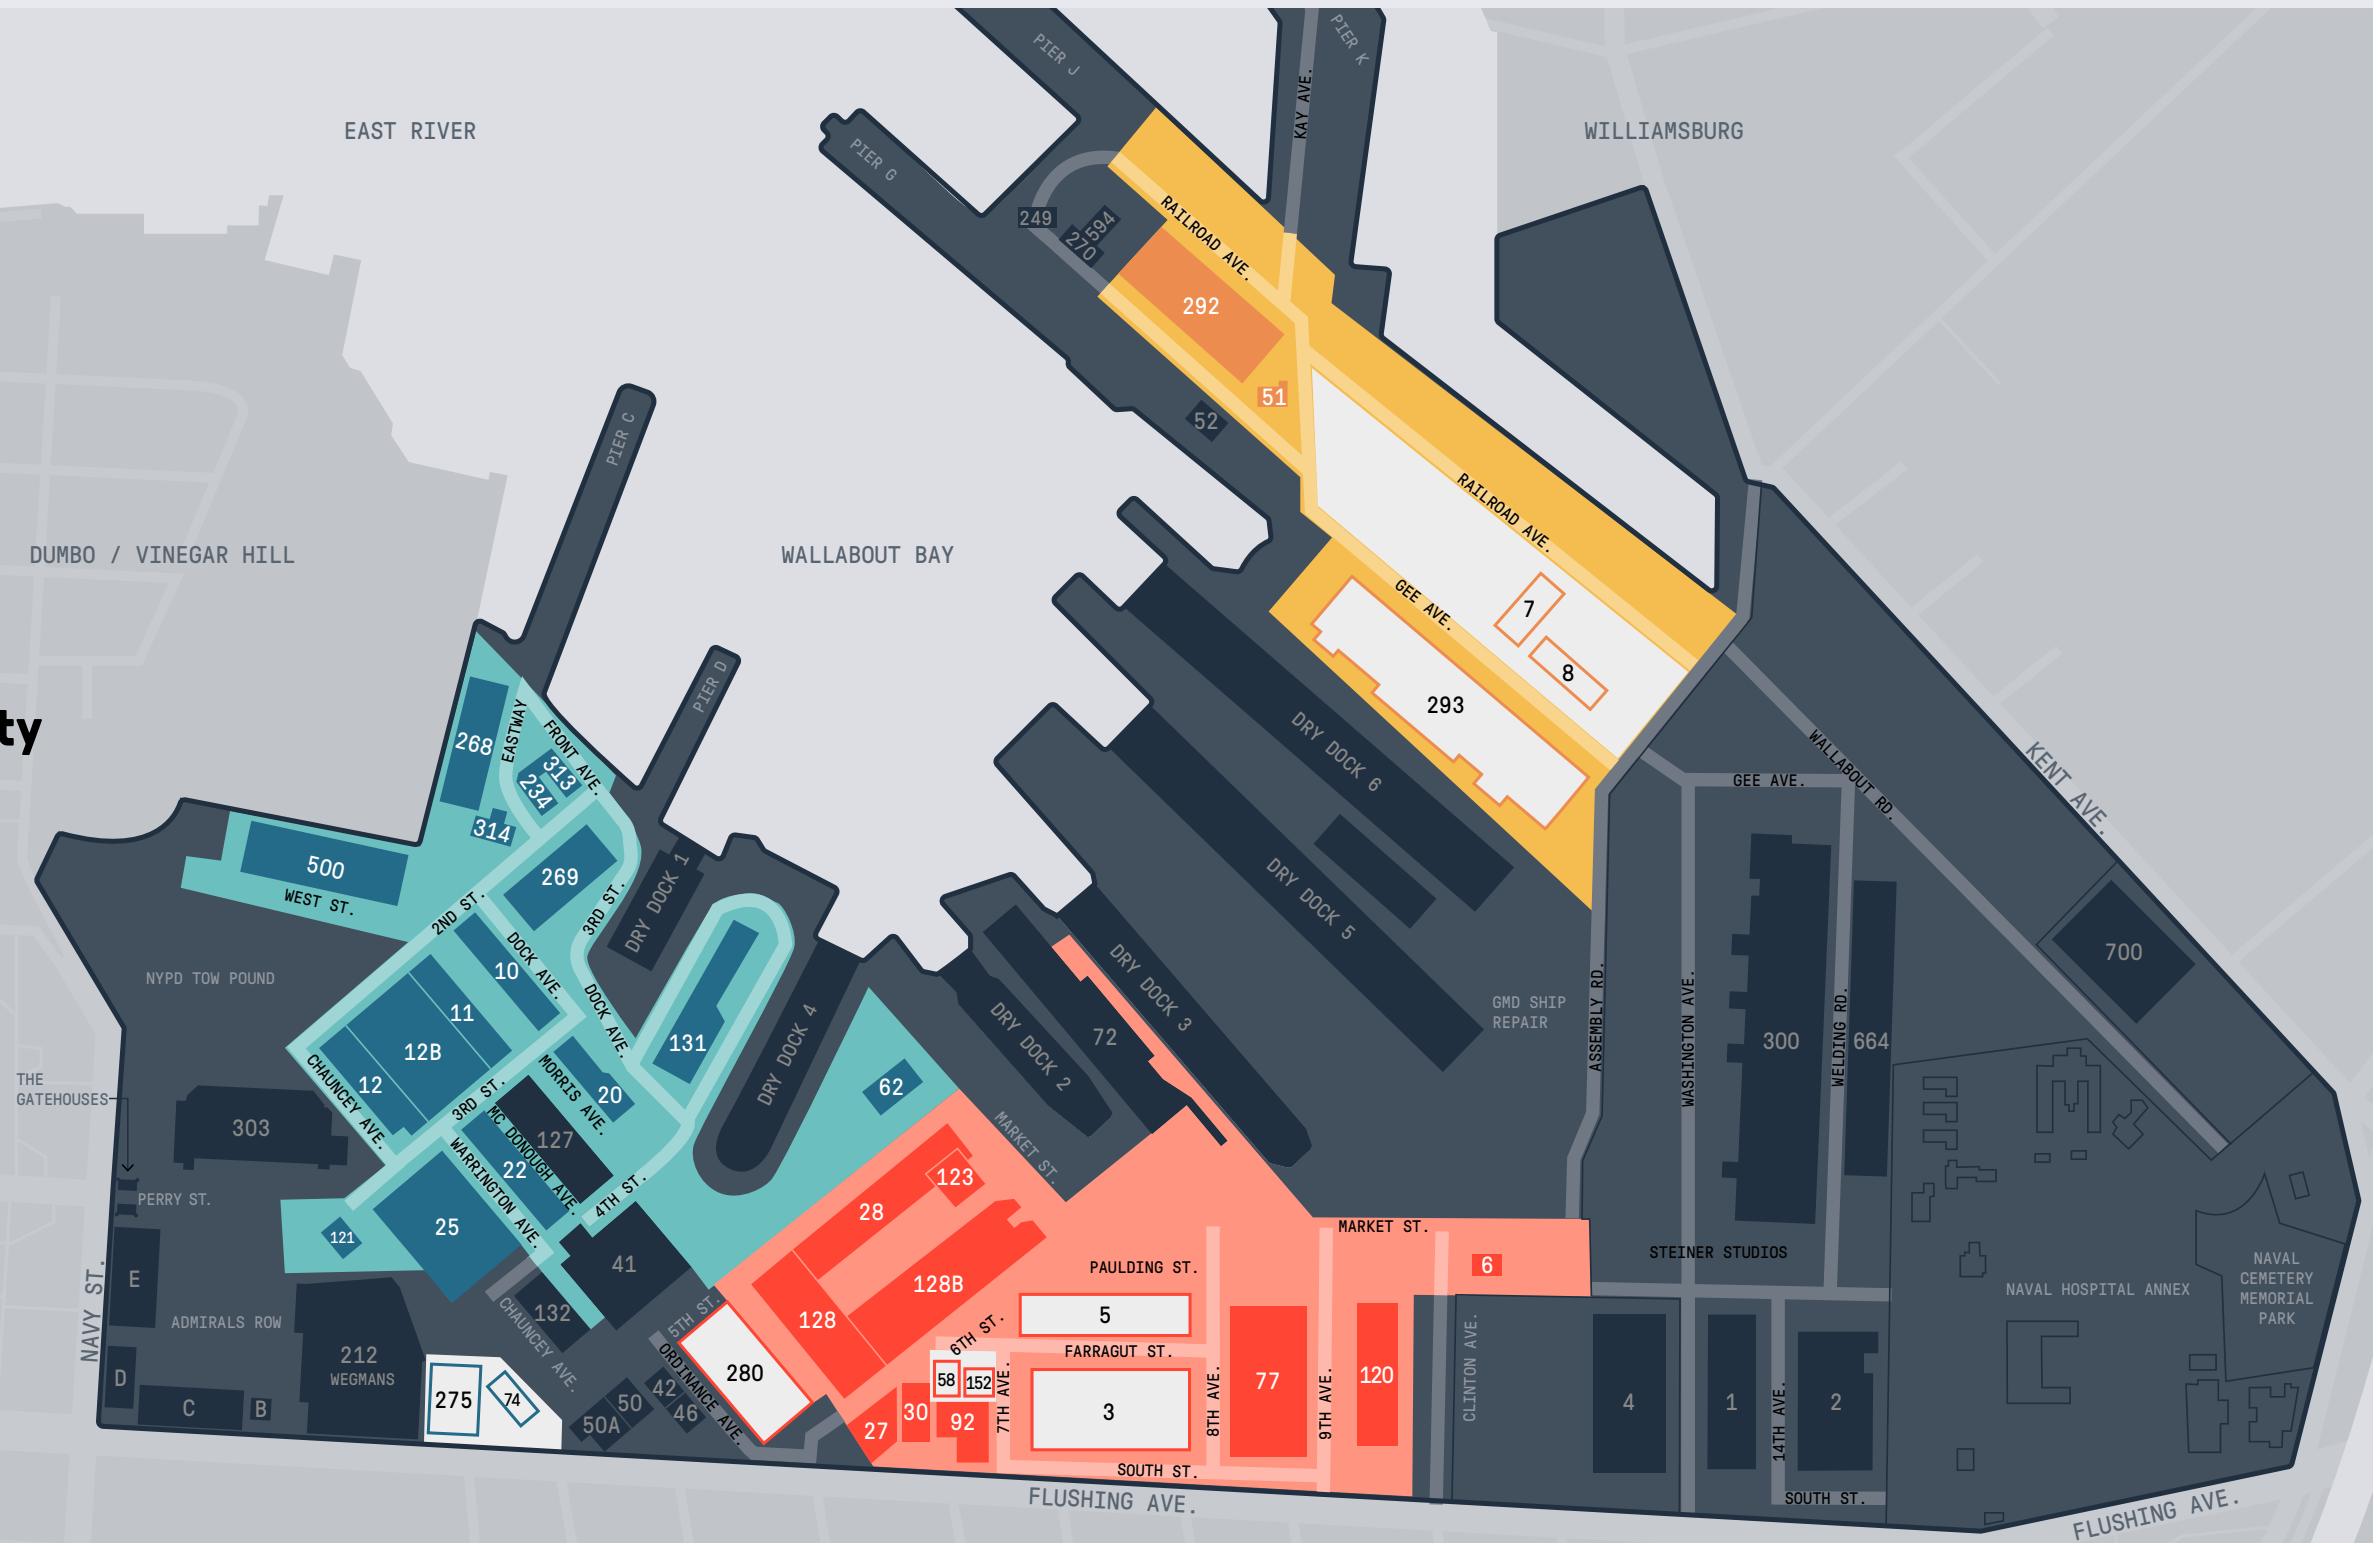 PIER J
PIER K
KAY AVE.
EAST RIVER
WILLIAMSBURG
PIER G
249
594
270
RAILROAD AVE.
292
51
52
PIER C
RAILROAD AVE.
DUMBO / VINEGAR HILL
WALLABOUT BAY
GEE AVE.
7
8
293
PIER D
ty
268
EASTWAY
FRONT AVE.
313
234
314
DRY DOCK 6
WALLABOUT RD.
GEE AVE.
KENT AVE.
500
WEST ST.
269
2ND ST.
3RD ST.
DRY DOCK 1
DRY DOCK 5
700
NYPD TOW POUND
10
DOCK AVE.
11
12B
12
DOCK AVE.
131
DRY DOCK 4
DRY DOCK 3
DRY DOCK 2
72
GMD SHIP
REPAIR
ASSEMBLY RD.
WASHINGTON AVE.
300
WELDING RD.
664
THE
GATEHOUSES
303
CHAUNCEY AVE.
3RD ST.
MORRIS AVE.
20
62
MC DONOUGH AVE.
127
22
WARRINGTON AVE.
4TH ST.
MARKET ST.
PERRY ST.
121
25
28
123
MARKET ST.
PAULDING ST.
6
STEINER STUDIOS
NAVAL HOSPITAL ANNEX
NAVAL
CEMETERY
MEMORIAL
PARK
E
NAVY ST.
41
128B
128
ADMIRALS ROW
132
CHAUNCEY AVE.
5TH ST.
5
6TH ST.
FARRAGUT ST.
212
WEGMANS
D
C
B
275
74
50
50A
42
46
ORDINANCE AVE.
280
58
152
7TH AVE.
3
8TH AVE.
77
9TH AVE.
120
CLINTON AVE.
4
1
14TH AVE.
2
27
30
92
SOUTH ST.
SOUTH ST.
FLUSHING AVE.
FLUSHING AVE.